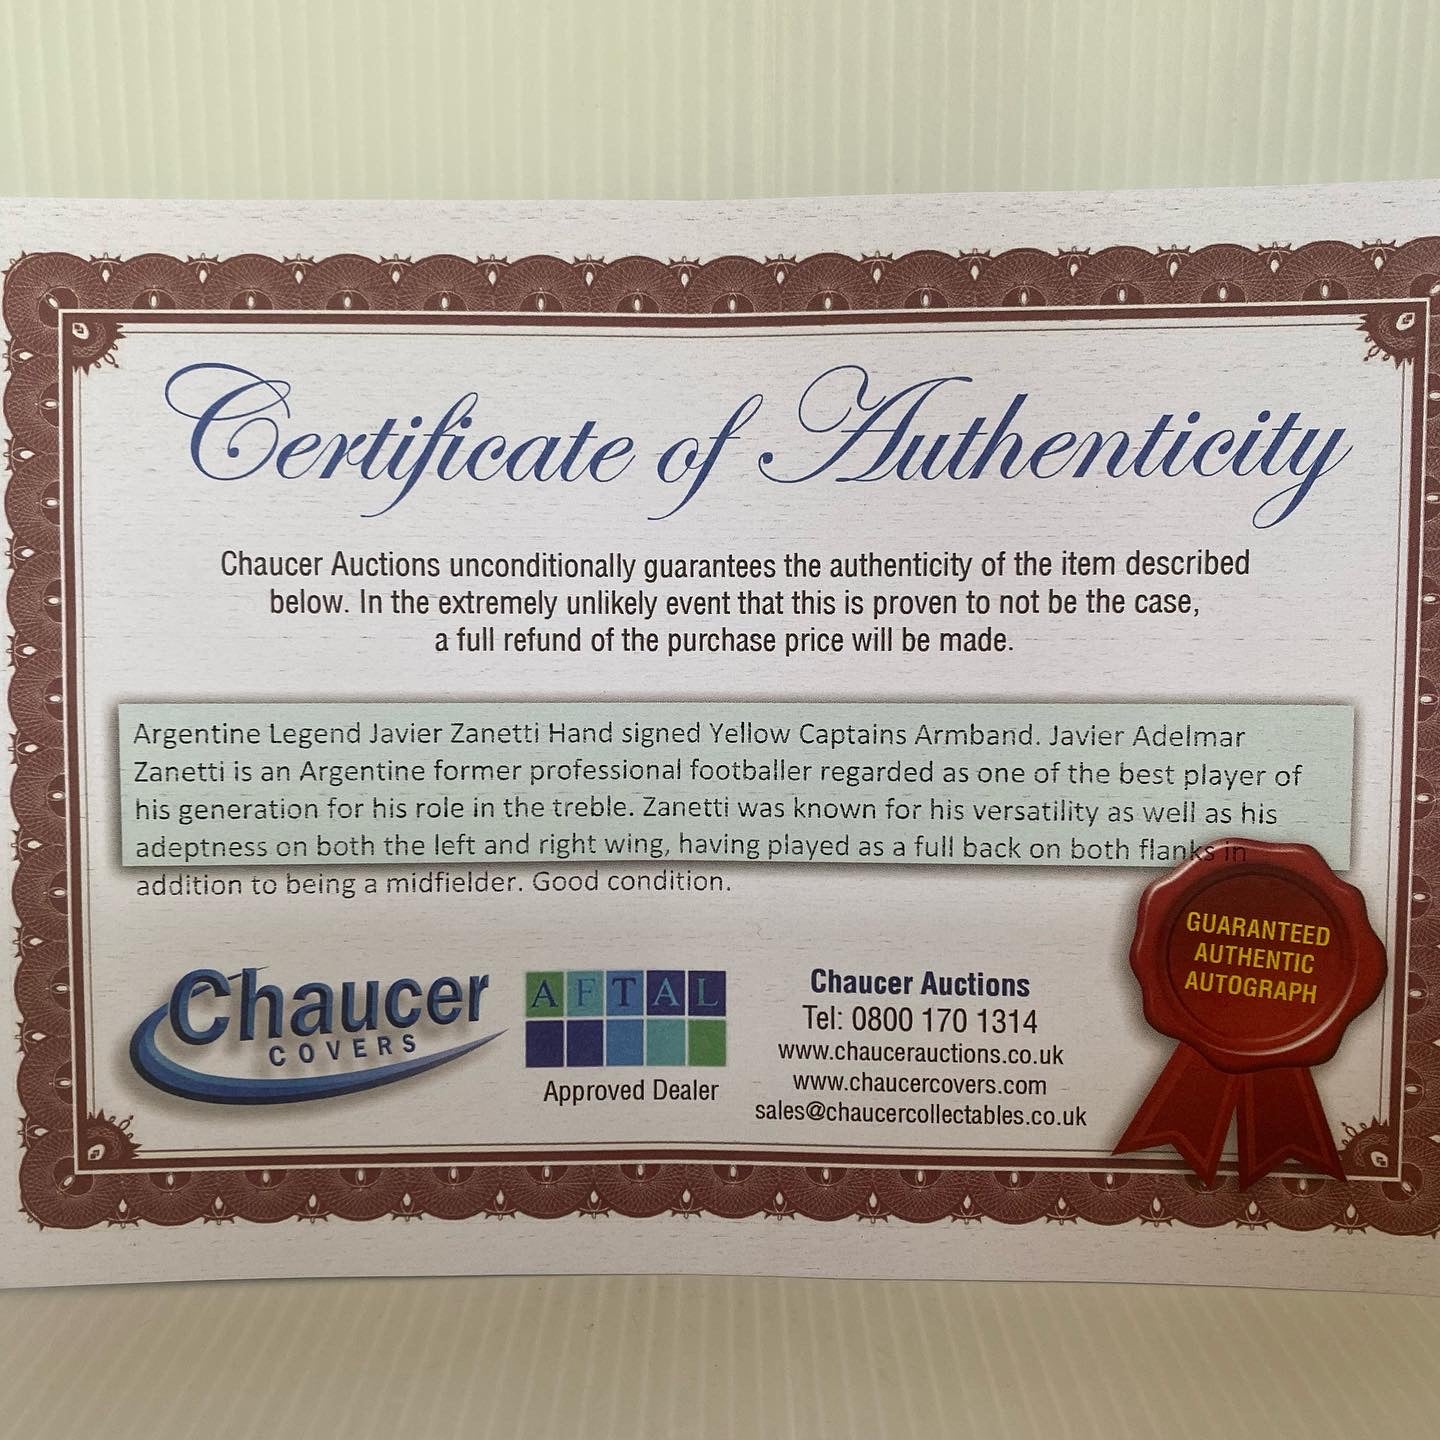 Certificate of Authenticity
Chaucer Auctions unconditionally guarantees the authenticity of the item described
below. In the extremely unlikely event that this is proven to not be the case,
a full refund of the purchase price will be made.
Argentine Legend Javier Zanetti Hand signed Yellow Captains Armband. Javier Adelmar
Zanetti is an Argentine former professional footballer regarded as one of the best player of
his generation for his role in the treble. Zanetti was known for his versatility as well as his
adeptness on both the left and right wing, having played as a full back on both flanks in
addition to being a midfielder. Good condition.
Chaucer
COVERS
AFTAL
Approved Dealer
Chaucer Auctions
Tel: 0800 170 1314
www.chaucerauctions.co.uk
www.chaucercovers.com
sales@chaucercollectables.co.uk
GUARANTEED
AUTHENTIC
AUTOGRAPH